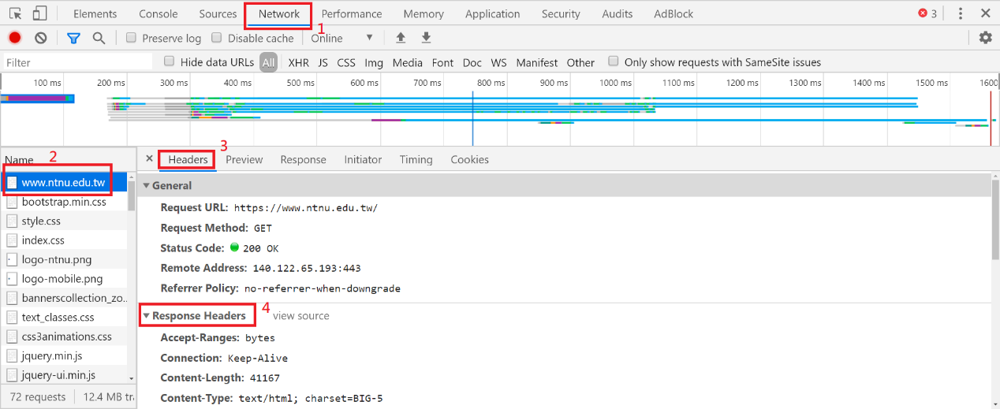 Elements Console Sources Network Performance Memory Application Security Audits AdBlock 3
1
Preserve log Disable cache Online
Filter Hide data URLs All XHR JS CSS Img Media Font Doc WS Manifest Other Only show requests with SameSite issues
100 ms 200 ms 300 ms 400 ms 500 ms 600 ms 700 ms 800 ms 900 ms 1000 ms 1100 ms 1200 ms 1300 ms 1400 ms 1500 ms 1600
Name 2
www.ntnu.edu.tw
bootstrap.min.css
style.css
index.css
logo-ntnu.png
logo-mobile.png
bannerscollection_zo...
text_classes.css
css3animations.css
jquery.min.js
jquery-ui.min.js
72 requests 12.4 MB tra
3
× Headers Preview Response Initiator Timing Cookies
General
Request URL: https://www.ntnu.edu.tw/
Request Method: GET
Status Code: 200 OK
Remote Address: 140.122.65.193:443
Referrer Policy: no-referrer-when-downgrade
Response Headers 4 view source
Accept-Ranges: bytes
Connection: Keep-Alive
Content-Length: 41167
Content-Type: text/html; charset=BIG-5